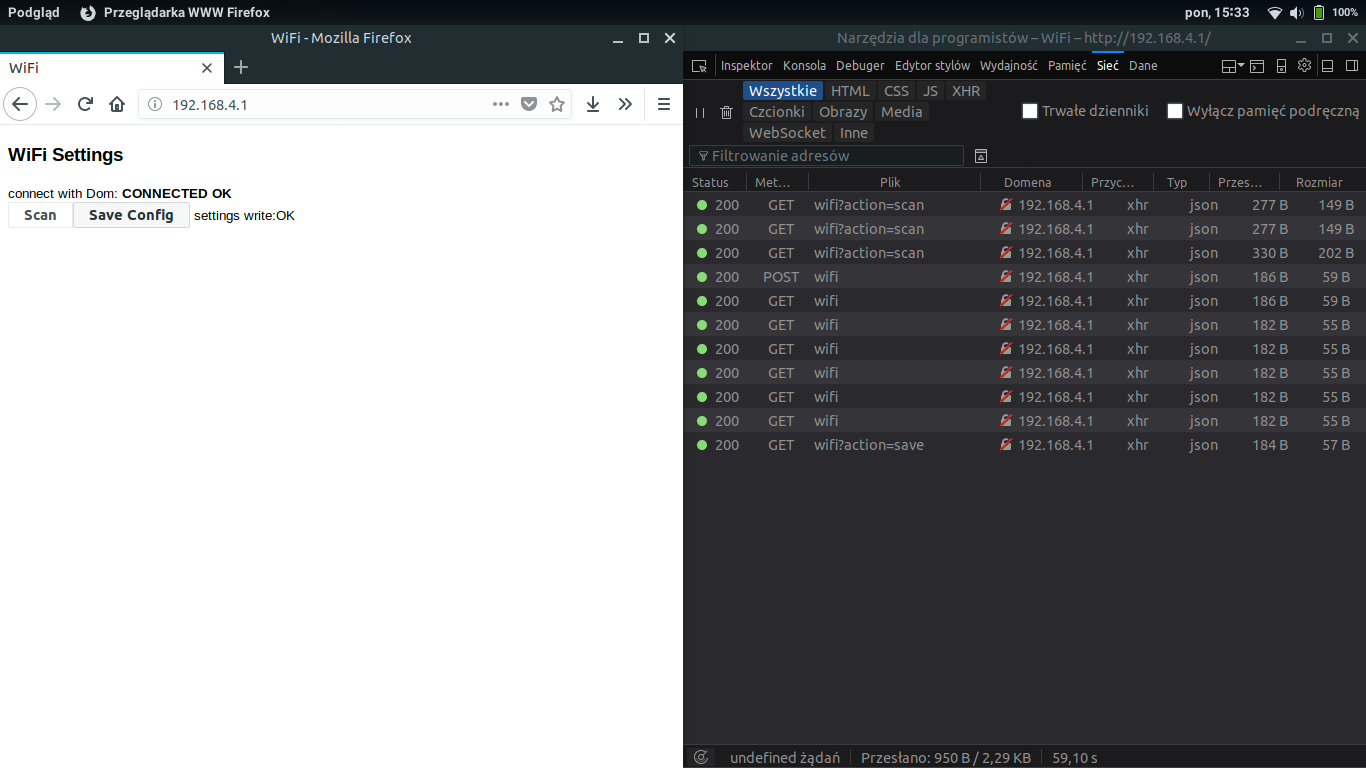 Podgląd Przeglądarka WWW Firefox pon, 15:33 100%
WiFi - Mozilla Firefox
WiFi
192.168.4.1
WiFi Settings
connect with Dom: CONNECTED OK
Scan Save Config settings write:OK
Narzędzia dla programistów – WiFi – http://192.168.4.1/
Inspektor Konsola Debuger Edytor stylów Wydajność Pamięć Sieć Dane
Wszystkie HTML CSS JS XHR
Czcionki Obrazy Media
WebSocket Inne
Trwałe dzienniki Wyłącz pamięć podręczną
Filtrowanie adresów
Status Met… Plik Domena Przyc… Typ Przes… Rozmiar
200 GET wifi?action=scan 192.168.4.1 xhr json 277 B 149 B
200 GET wifi?action=scan 192.168.4.1 xhr json 277 B 149 B
200 GET wifi?action=scan 192.168.4.1 xhr json 330 B 202 B
200 POST wifi 192.168.4.1 xhr json 186 B 59 B
200 GET wifi 192.168.4.1 xhr json 186 B 59 B
200 GET wifi 192.168.4.1 xhr json 182 B 55 B
200 GET wifi 192.168.4.1 xhr json 182 B 55 B
200 GET wifi 192.168.4.1 xhr json 182 B 55 B
200 GET wifi 192.168.4.1 xhr json 182 B 55 B
200 GET wifi 192.168.4.1 xhr json 182 B 55 B
200 GET wifi?action=save 192.168.4.1 xhr json 184 B 57 B
undefined żądań Przesłano: 950 B / 2,29 KB 59,10 s